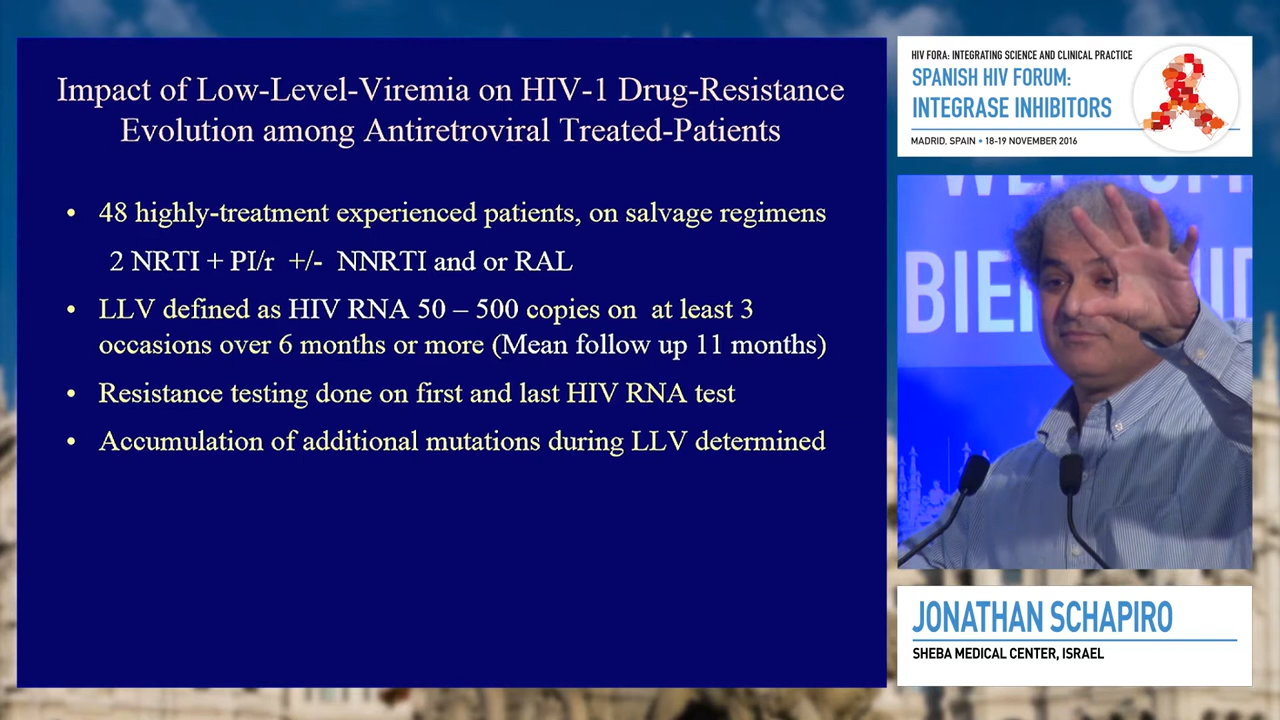 Impact of Low-Level-Viremia on HIV-1 Drug-Resistance
Evolution among Antiretroviral Treated-Patients
• 48 highly-treatment experienced patients, on salvage regimens
2 NRTI + PI/r +/- NNRTI and or RAL
• LLV defined as HIV RNA 50 – 500 copies on at least 3
occasions over 6 months or more (Mean follow up 11 months)
• Resistance testing done on first and last HIV RNA test
• Accumulation of additional mutations during LLV determined
HIV FORA: INTEGRATING SCIENCE AND CLINICAL PRACTICE
SPANISH HIV FORUM:
INTEGRASE INHIBITORS
MADRID, SPAIN • 18-19 NOVEMBER 2016
JONATHAN SCHAPIRO
SHEBA MEDICAL CENTER, ISRAEL